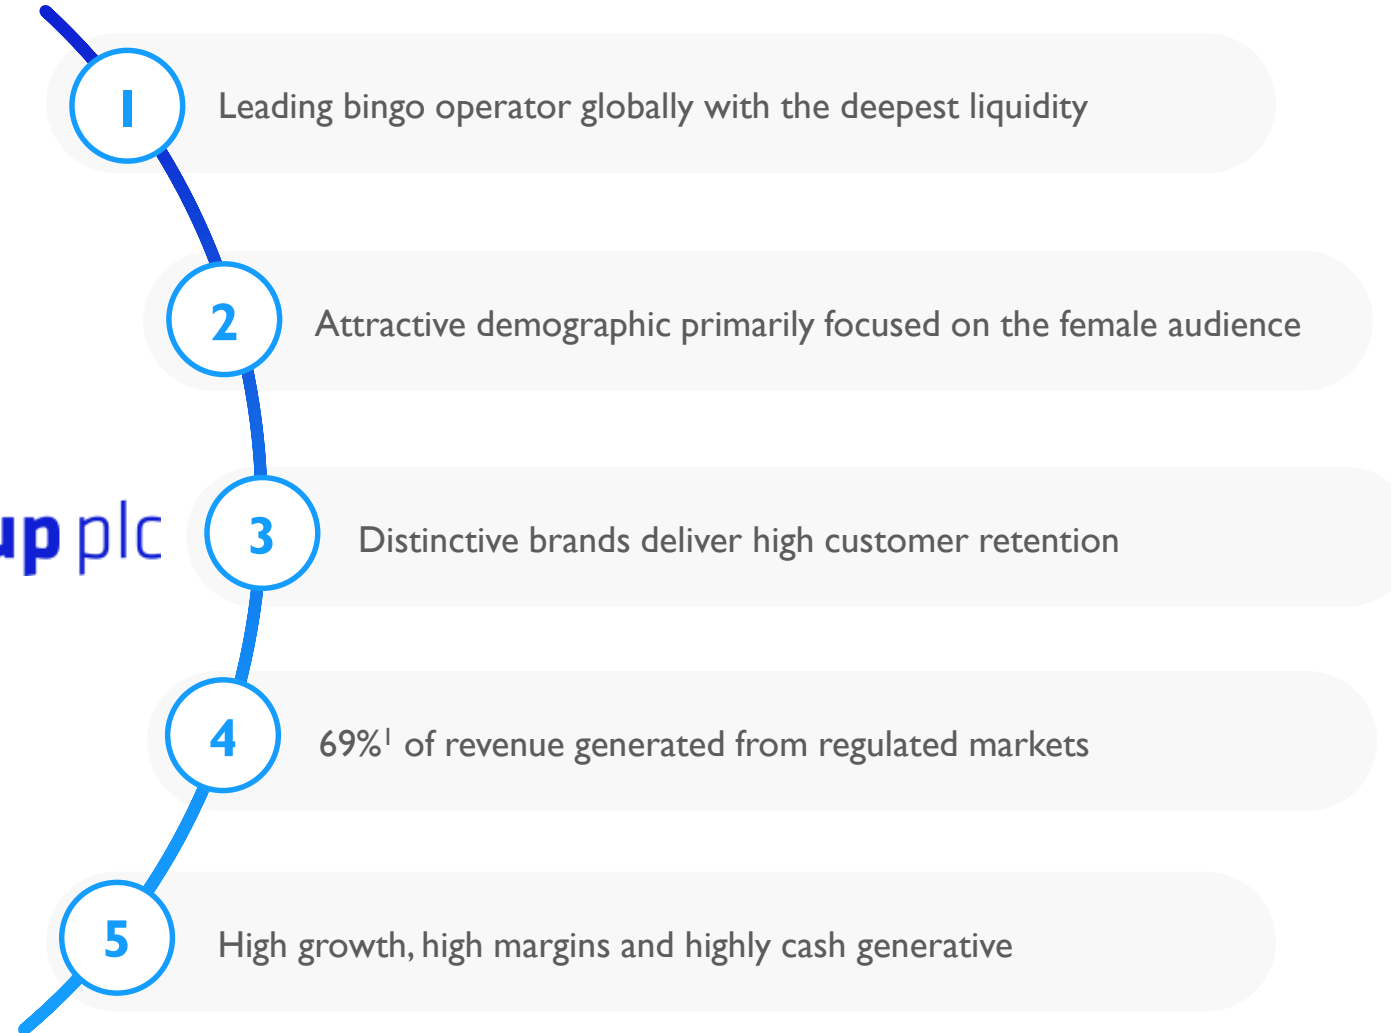 1
Leading bingo operator globally with the deepest liquidity
2
Attractive demographic primarily focused on the female audience
up plc
3
Distinctive brands deliver high customer retention
4
69%¹ of revenue generated from regulated markets
5
High growth, high margins and highly cash generative